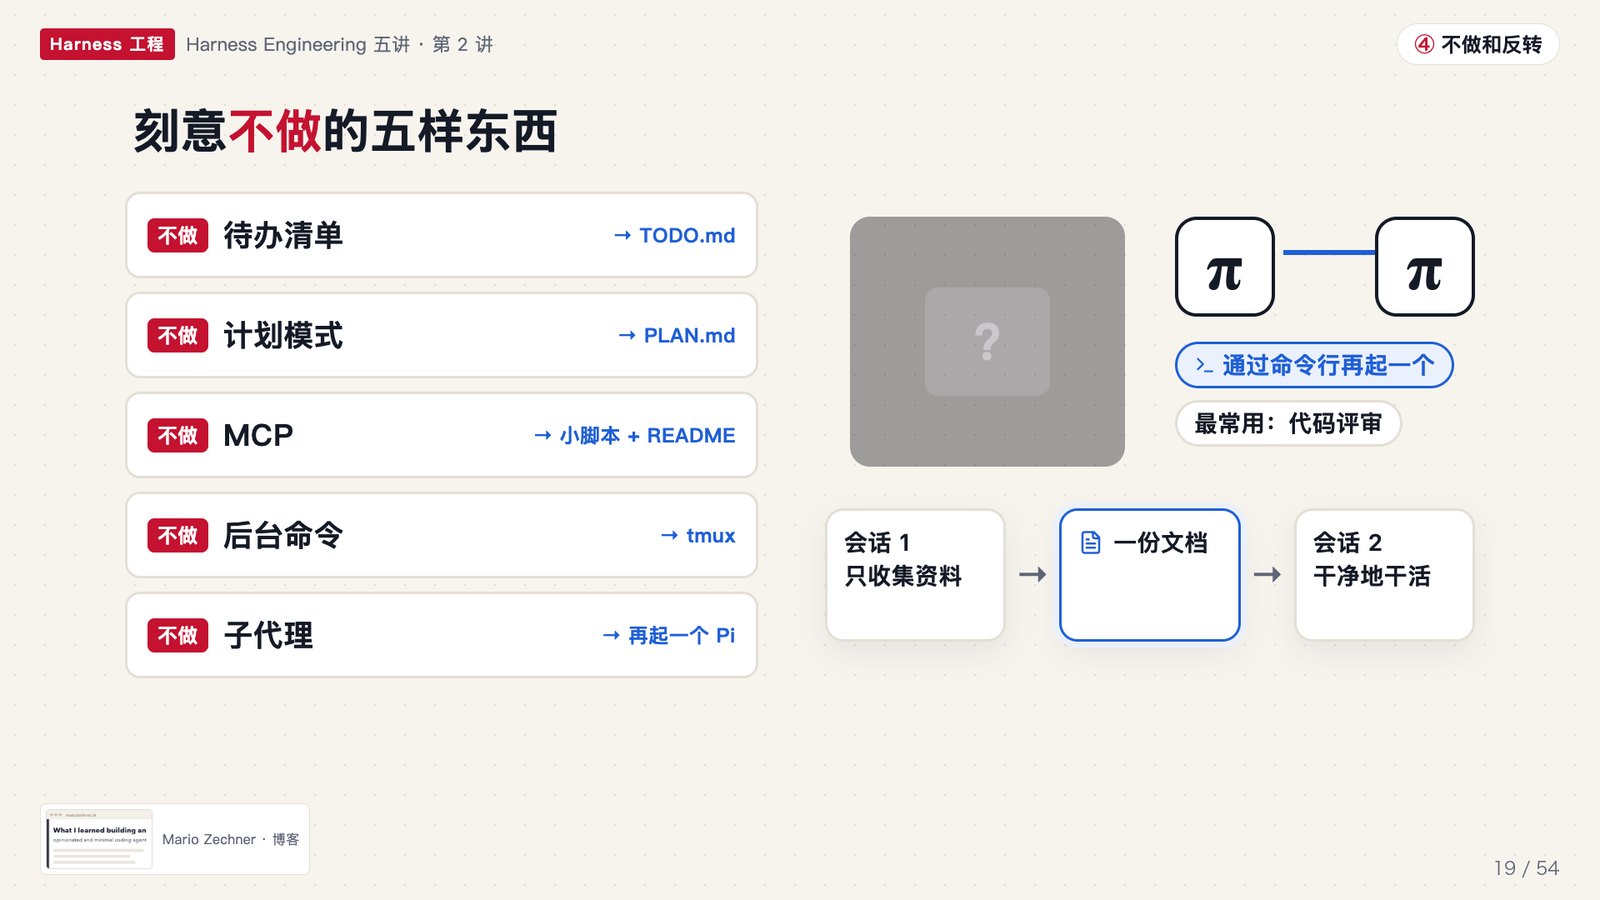 Harness 工程
Harness Engineering 五讲 · 第 2 讲
④ 不做和反转
刻意不做的五样东西
不做 待办清单 → TODO.md
不做 计划模式 → PLAN.md
不做 MCP → 小脚本 + README
不做 后台命令 → tmux
不做 子代理 → 再起一个 Pi
?
π π
通过命令行再起一个
最常用：代码评审
会话 1
只收集资料
→
一份文档
→
会话 2
干净地干活
What I learned building an
opinionated and minimal coding agent
Mario Zechner · 博客
19 / 54